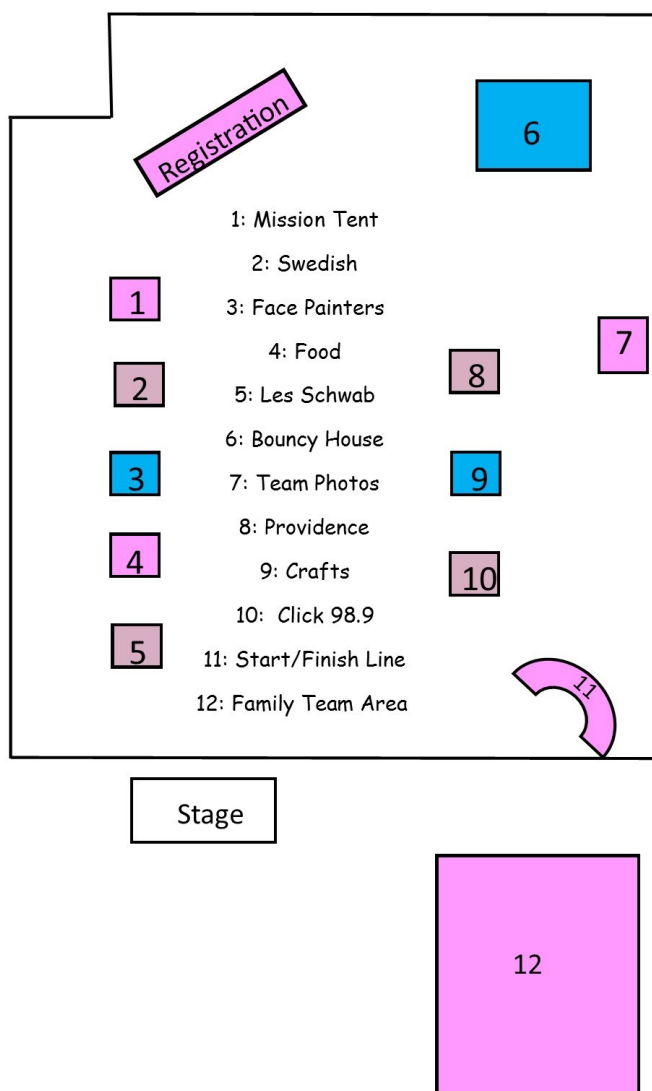 Registration
6
1: Mission Tent
2: Swedish
1
3: Face Painters
7
4: Food
8
2
5: Les Schwab
6: Bouncy House
3
7: Team Photos
9
8: Providence
4
9: Crafts
10
10: Click 98.9
5
11: Start/Finish Line
11
12: Family Team Area
Stage
12